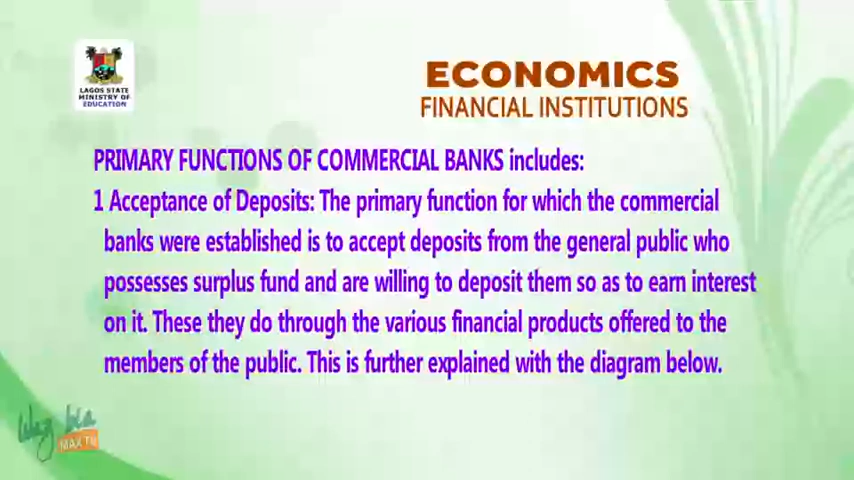 LAGOS STATE
MINISTRY OF
EDUCATION
ECONOMICS
FINANCIAL INSTITUTIONS
PRIMARY FUNCTIONS OF COMMERCIAL BANKS includes:
1 Acceptance of Deposits: The primary function for which the commercial
banks were established is to accept deposits from the general public who
possesses surplus fund and are willing to deposit them so as to earn interest
on it. These they do through the various financial products offered to the
members of the public. This is further explained with the diagram below.
MAX TV